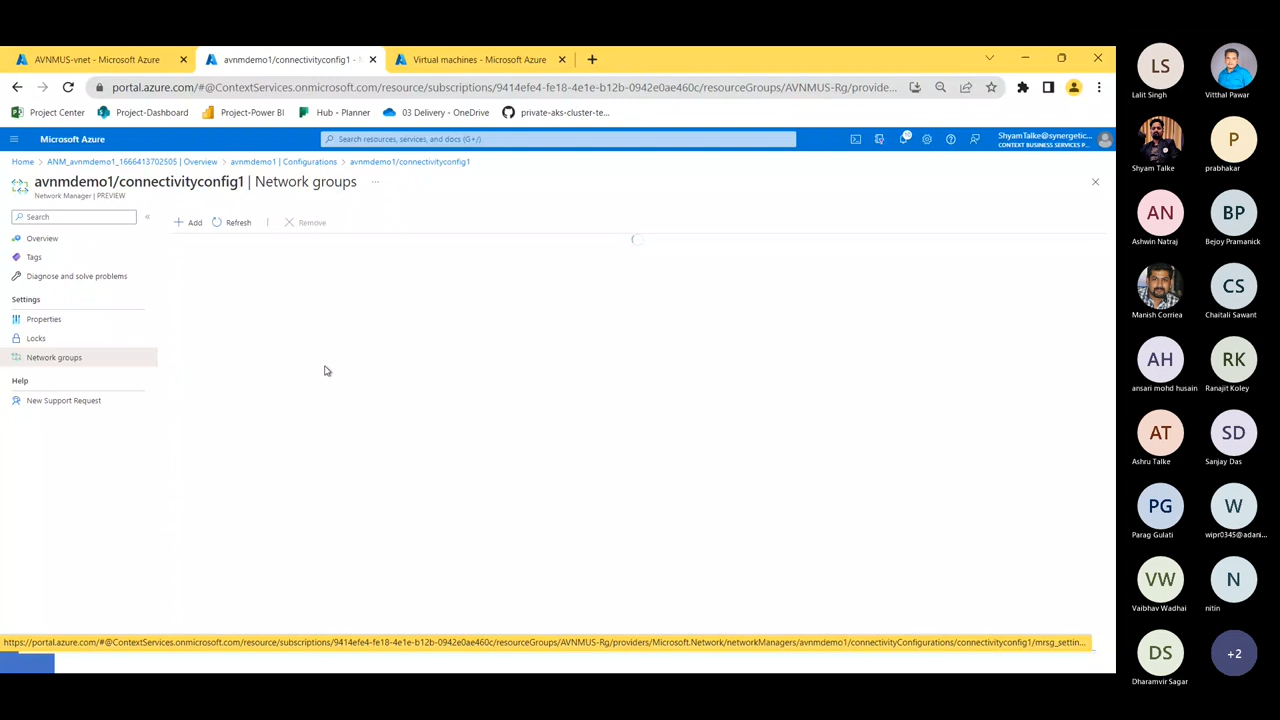 AVNMUS-vnet - Microsoft Azure
avnmdemo1/connectivityconfig1 -
Virtual machines - Microsoft Azure
portal.azure.com/#@ContextServices.onmicrosoft.com/resource/subscriptions/9414efe4-fe18-4e1e-b12b-0942e0ae460c/resourceGroups/AVNMUS-Rg/provide...
Project Center
Project-Dashboard
Project-Power BI
Hub - Planner
03 Delivery - OneDrive
private-aks-cluster-te...
Microsoft Azure
Search resources, services, and docs (G+/)
ShyamTalke@synergetic...
CONTEXT BUSINESS SERVICES P...
Home > ANM_avnmdemo1_1666413702505 | Overview > avnmdemo1 | Configurations > avnmdemo1/connectivityconfig1
avnmdemo1/connectivityconfig1 | Network groups ...
Network Manager | PREVIEW
Search
«
Add
Refresh
Remove
Overview
Tags
Diagnose and solve problems
Settings
Properties
Locks
Network groups
Help
New Support Request
https://portal.azure.com/#@ContextServices.onmicrosoft.com/resource/subscriptions/9414efe4-fe18-4e1e-b12b-0942e0ae460c/resourceGroups/AVNMUS-Rg/providers/Microsoft.Network/networkManagers/avnmdemo1/connectivityConfigurations/connectivityconfig1/mrsg_settin...
LS
Lalit Singh
Vitthal Pawar
Shyam Talke
P
prabhakar
AN
Ashwin Natraj
BP
Bejoy Pramanick
Manish Corriea
CS
Chaitali Sawant
AH
ansari mohd husain
RK
Ranajit Koley
AT
Ashru Talke
SD
Sanjay Das
PG
Parag Gulati
W
wipr0345@adani...
VW
Vaibhav Wadhai
N
nitin
DS
Dharamvir Sagar
+2